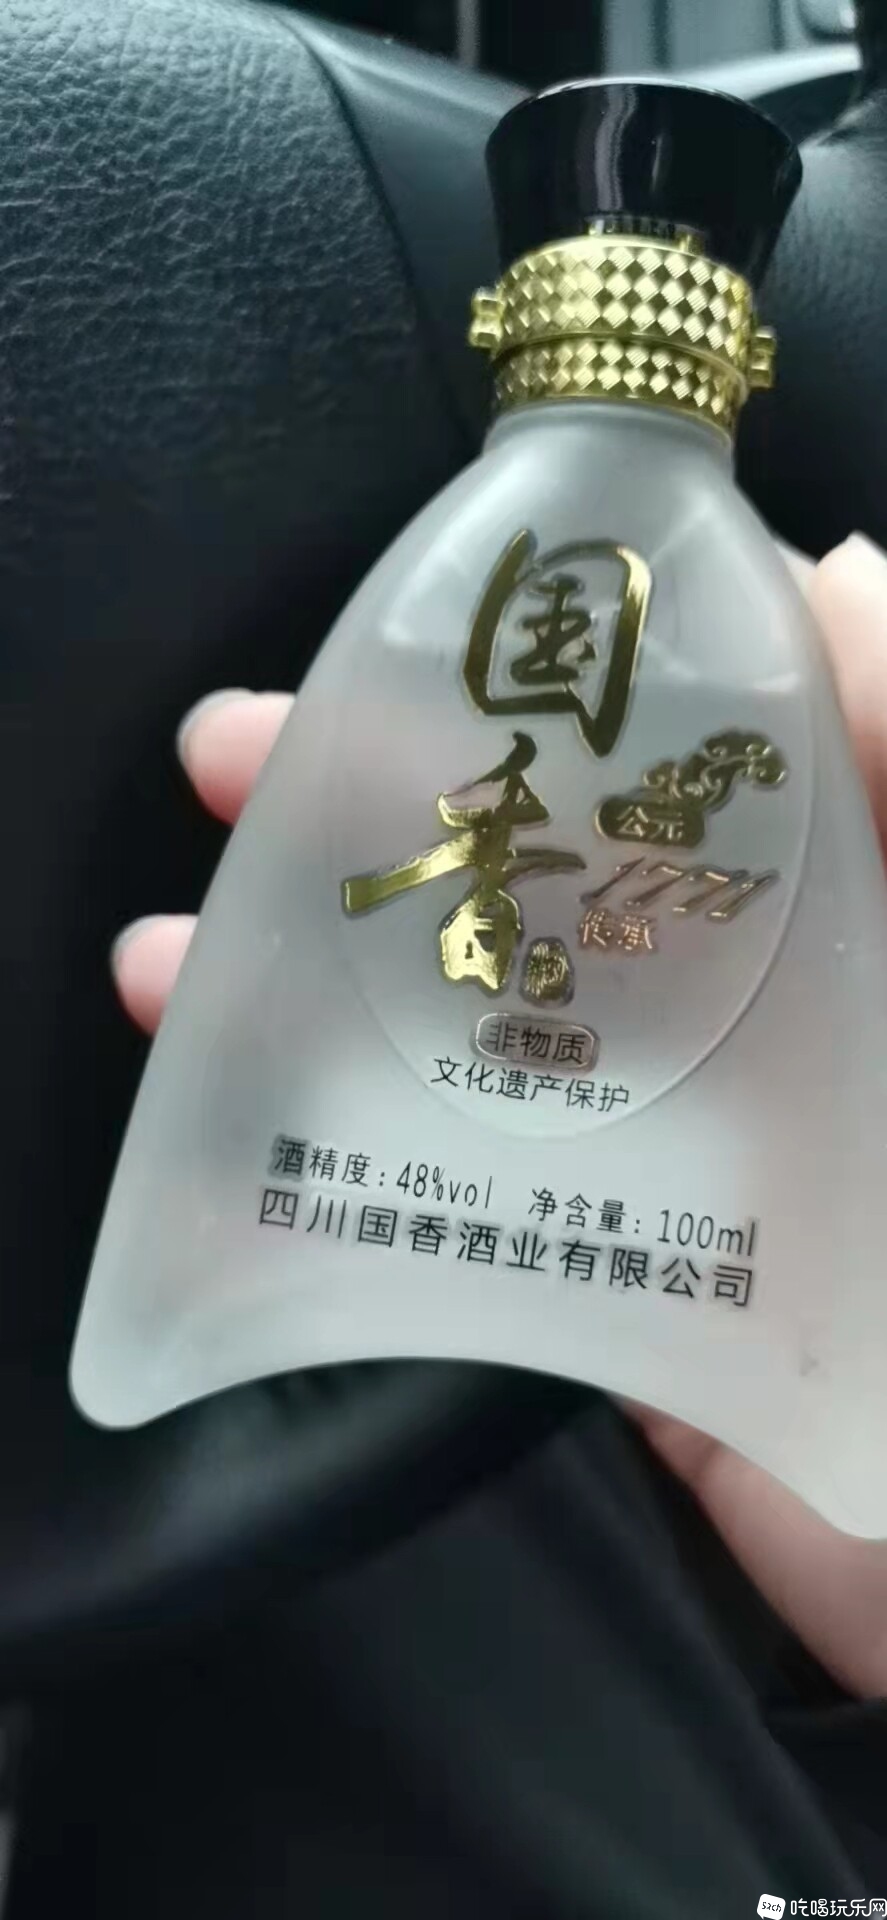 国香
公元
1771
传承
非物质
文化遗产保护
酒精度：48%vol 净含量：100ml
四川国香酒业有限公司
52ch 吃喝玩乐网